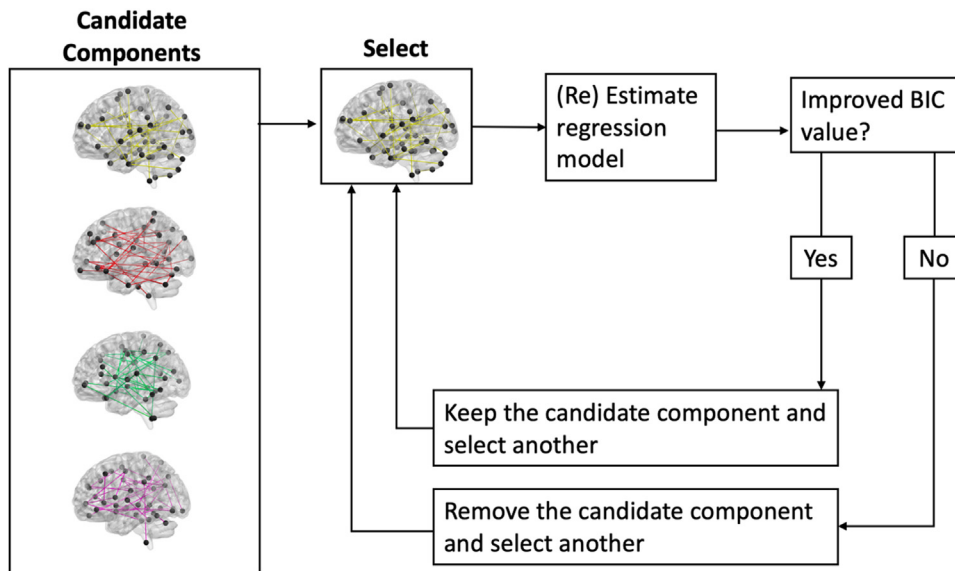 Candidate
Components
Select
(Re) Estimate
regression
model
Improved BIC
value?
Yes
No
Keep the candidate component and
select another
Remove the candidate component
and select another